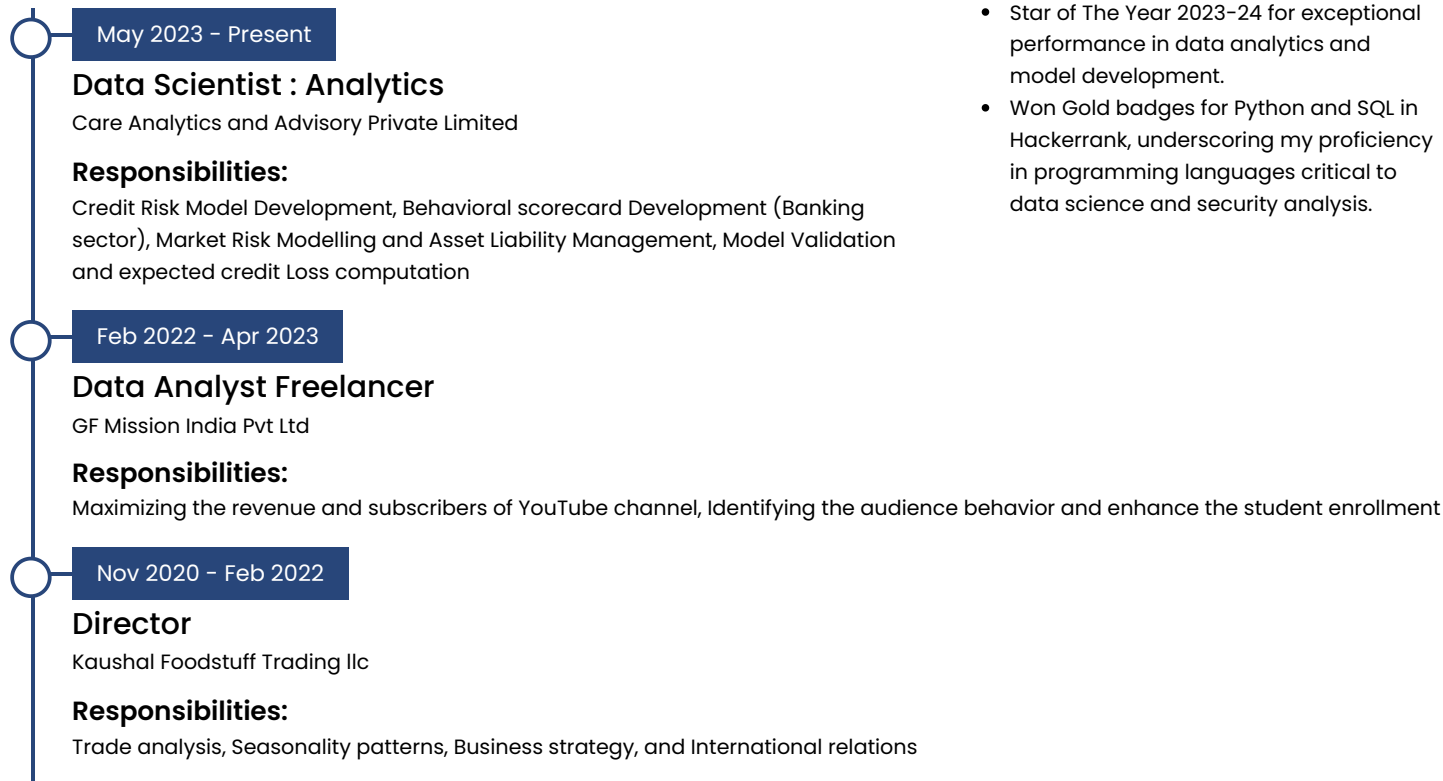 May 2023 - Present
Data Scientist : Analytics
Care Analytics and Advisory Private Limited
Responsibilities:
Credit Risk Model Development, Behavioral scorecard Development (Banking
sector), Market Risk Modelling and Asset Liability Management, Model Validation
and expected credit Loss computation
Feb 2022 - Apr 2023
Data Analyst Freelancer
GF Mission India Pvt Ltd
Responsibilities:
Maximizing the revenue and subscribers of YouTube channel, Identifying the audience behavior and enhance the student enrollment
Nov 2020 - Feb 2022
Director
Kaushal Foodstuff Trading llc
Responsibilities:
Trade analysis, Seasonality patterns, Business strategy, and International relations
• Star of The Year 2023-24 for exceptional
performance in data analytics and
model development.
• Won Gold badges for Python and SQL in
Hackerrank, underscoring my proficiency
in programming languages critical to
data science and security analysis.